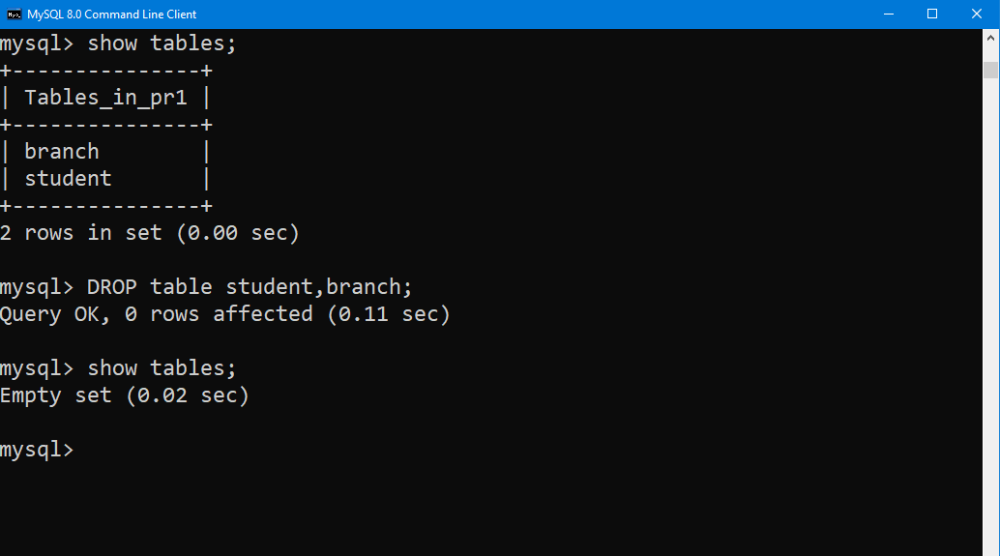 MySQL 8.0 Command Line Client
mysql> show tables;
+---------------+
| Tables_in_pr1 |
+---------------+
| branch        |
| student       |
+---------------+
2 rows in set (0.00 sec)
mysql> DROP table student,branch;
Query OK, 0 rows affected (0.11 sec)
mysql> show tables;
Empty set (0.02 sec)
mysql>